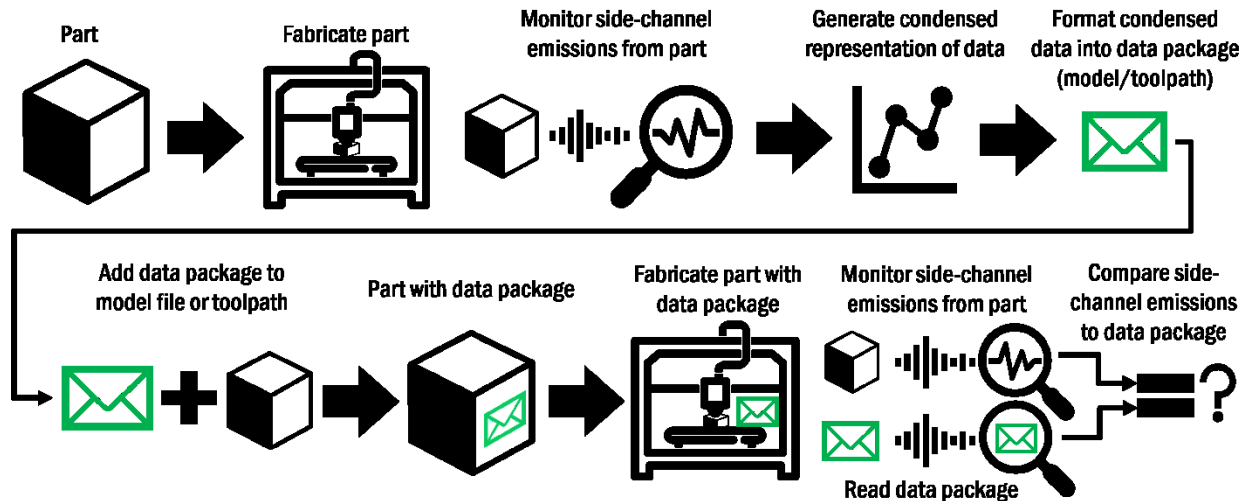 Part
Fabricate part
Monitor side-channel
emissions from part
Generate condensed
representation of data
Format condensed
data into data package
(model/toolpath)
Add data package to
model file or toolpath
Part with data package
Fabricate part with
data package
Monitor side-channel
emissions from part
Read data package
Compare side-
channel emissions
to data package
?